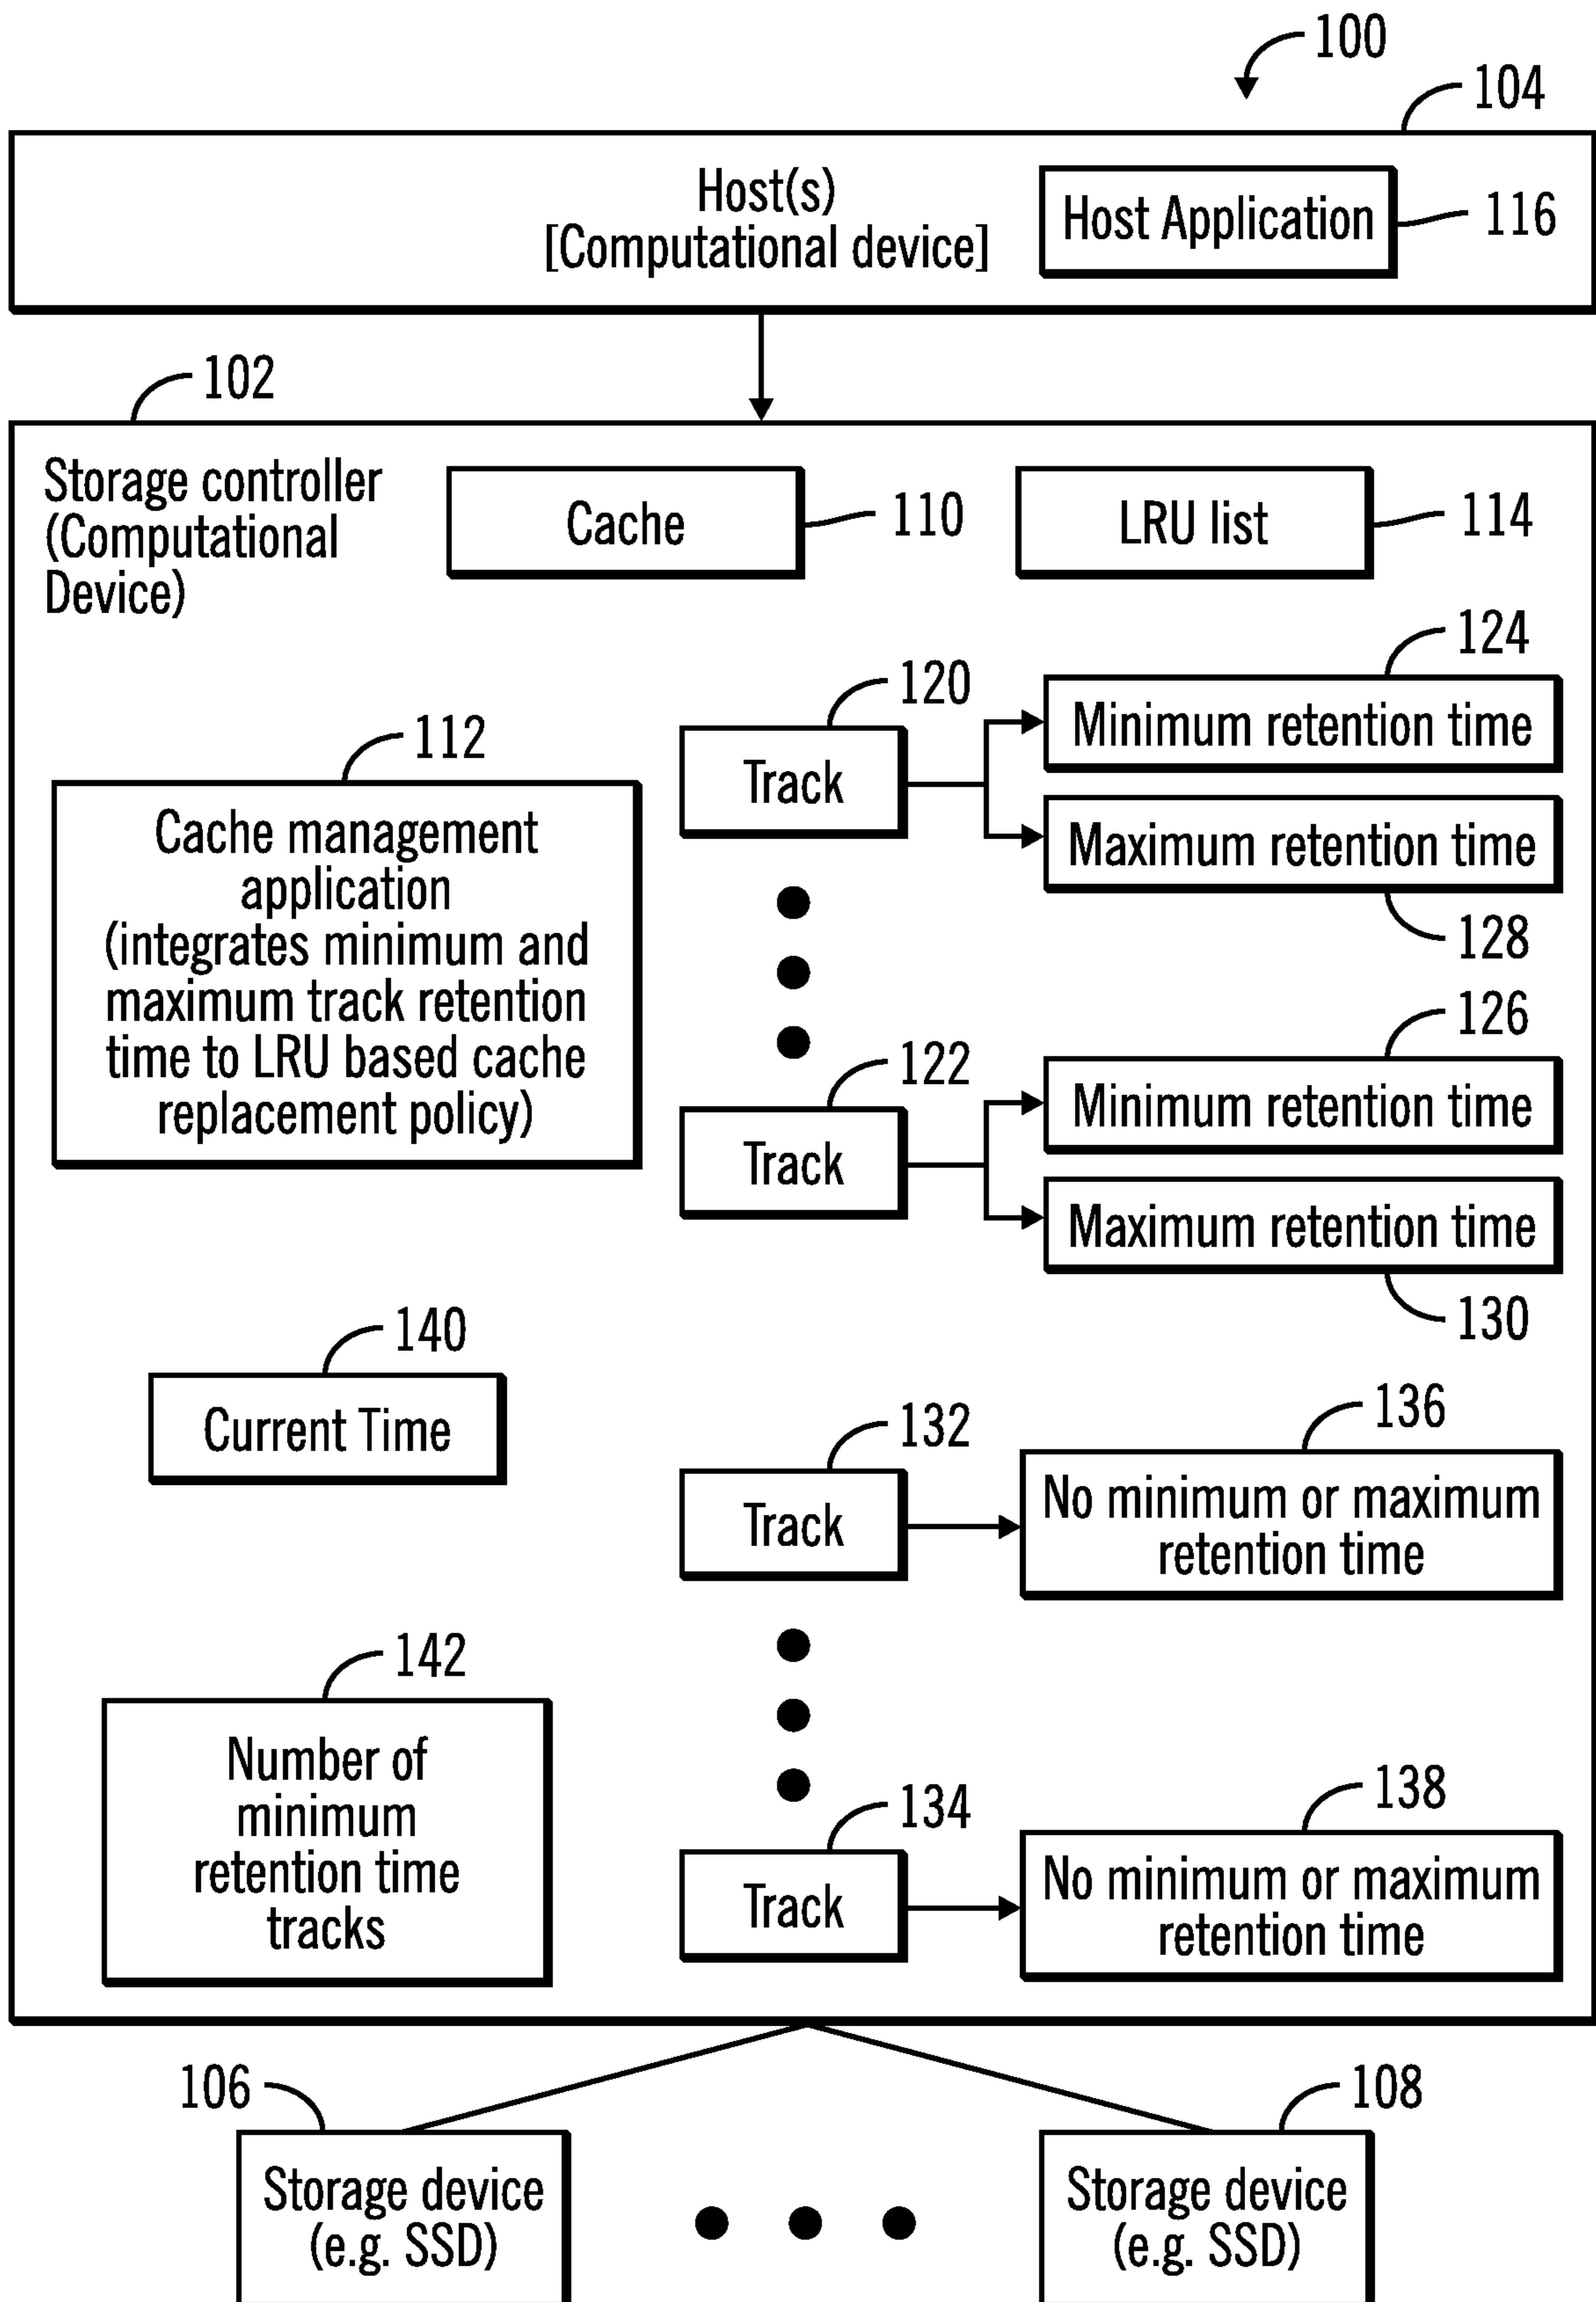 100
104
Host(s)
[Computational device]
Host Application
116
102
Storage controller
(Computational
Device)
Cache
110
LRU list
114
124
120
Minimum retention time
112
Track
Maximum retention time
128
Cache management
application
(integrates minimum and
maximum track retention
time to LRU based cache
replacement policy)
126
122
Minimum retention time
Track
Maximum retention time
130
140
Current Time
132
136
Track
No minimum or maximum
retention time
142
Number of
minimum
retention time
tracks
134
138
Track
No minimum or maximum
retention time
106
108
Storage device
(e.g. SSD)
Storage device
(e.g. SSD)